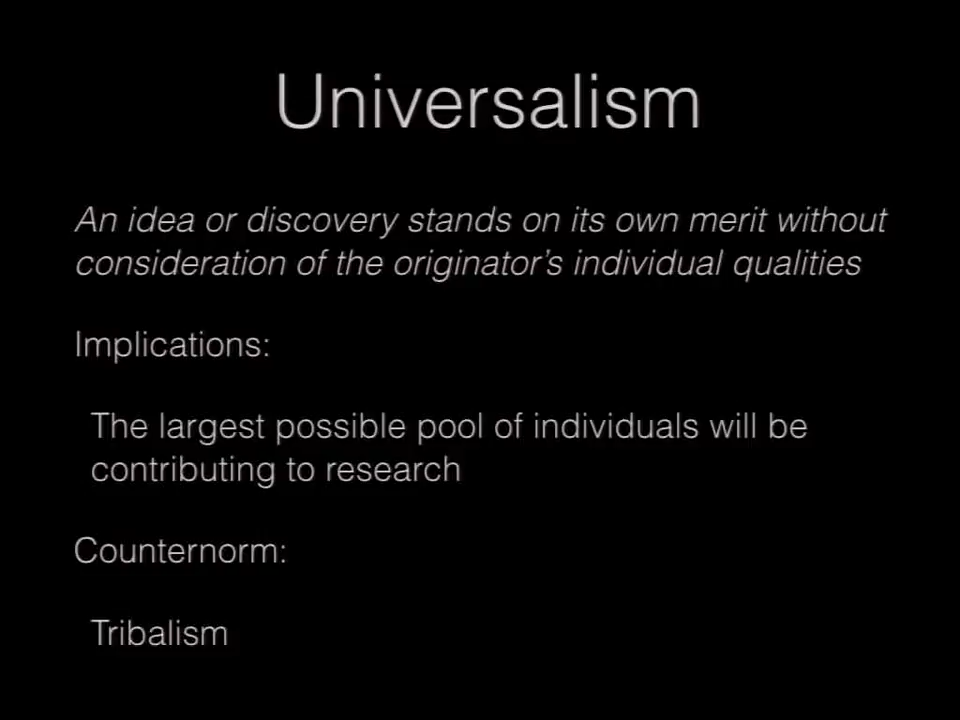 Universalism
An idea or discovery stands on its own merit without
consideration of the originator’s individual qualities
Implications:
The largest possible pool of individuals will be
contributing to research
Counternorm:
Tribalism